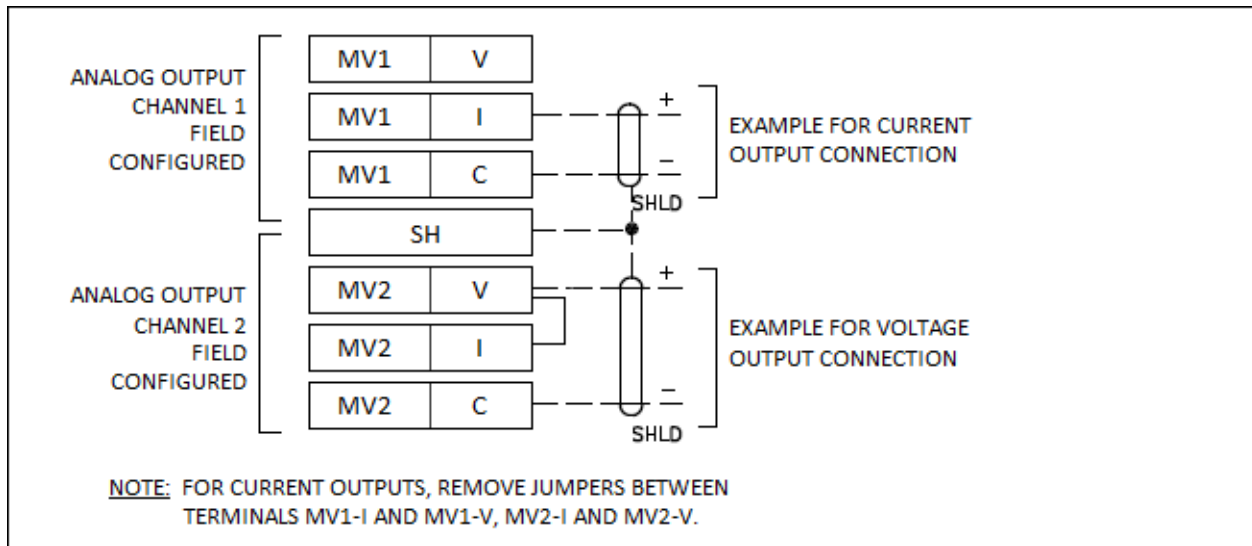 ANALOG OUTPUT
CHANNEL 1
FIELD
CONFIGURED
MV1 V
MV1 I
MV1 C
+
−
SHLD
EXAMPLE FOR CURRENT
OUTPUT CONNECTION
SH
ANALOG OUTPUT
CHANNEL 2
FIELD
CONFIGURED
MV2 V
MV2 I
MV2 C
+
−
SHLD
EXAMPLE FOR VOLTAGE
OUTPUT CONNECTION
NOTE: FOR CURRENT OUTPUTS, REMOVE JUMPERS BETWEEN
TERMINALS MV1-I AND MV1-V, MV2-I AND MV2-V.